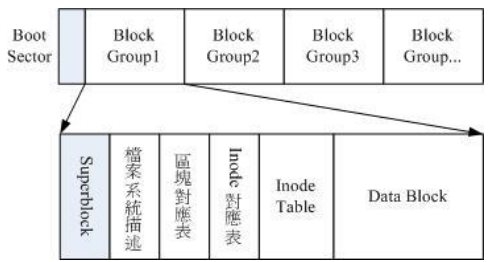 Boot
Sector
Block
Group1
Block
Group2
Block
Group3
Block
Group...
Superblock
檔案系統描述
區塊對應表
Inode 對應表
Inode
Table
Data Block